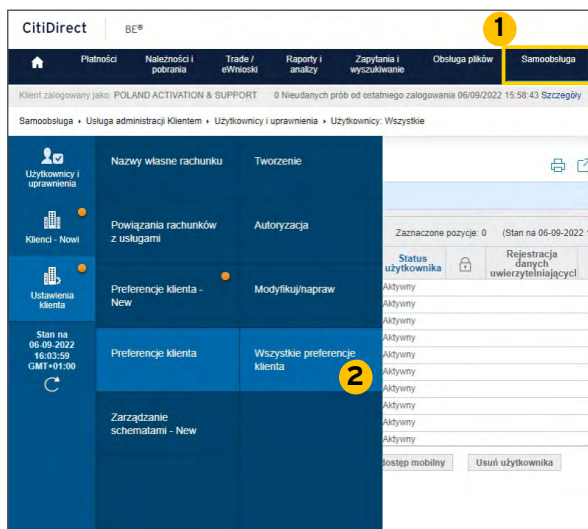 CitiDirect BE®
1
Płatności
Należności i
pobrania
Trade /
eWnioski
Raporty i
analizy
Zapytania i
wyszukiwanie
Obsługa plików
Samoobsługa
Klient zalogowany jako: POLAND ACTIVATION & SUPPORT 0 Nieudanych prób od ostatniego zalogowania 06/09/2022 15:58:43 Szczegóły
Samoobsługa › Usługa administracji Klientem › Użytkownicy i uprawnienia › Użytkownicy: Wszystkie
Użytkownicy i
uprawnienia
Klienci - Nowi
Ustawienia
klienta
Stan na
06-09-2022
16:03:59
GMT+01:00
Nazwy własne rachunku
Powiązania rachunków
z usługami
Preferencje klienta -
New
Preferencje klienta
Zarządzanie
schematami - New
Tworzenie
Autoryzacja
Modyfikuj/napraw
Wszystkie preferencje
klienta
2
Zaznaczone pozycje: 0 (Stan na 06-09-2022
Status
użytkownika
Rejestracja
danych
uwierzytelniającycl
Aktywny
Aktywny
Aktywny
Aktywny
Aktywny
Aktywny
Aktywny
Aktywny
Aktywny
Aktywny
dostęp mobilny
Usuń użytkownika